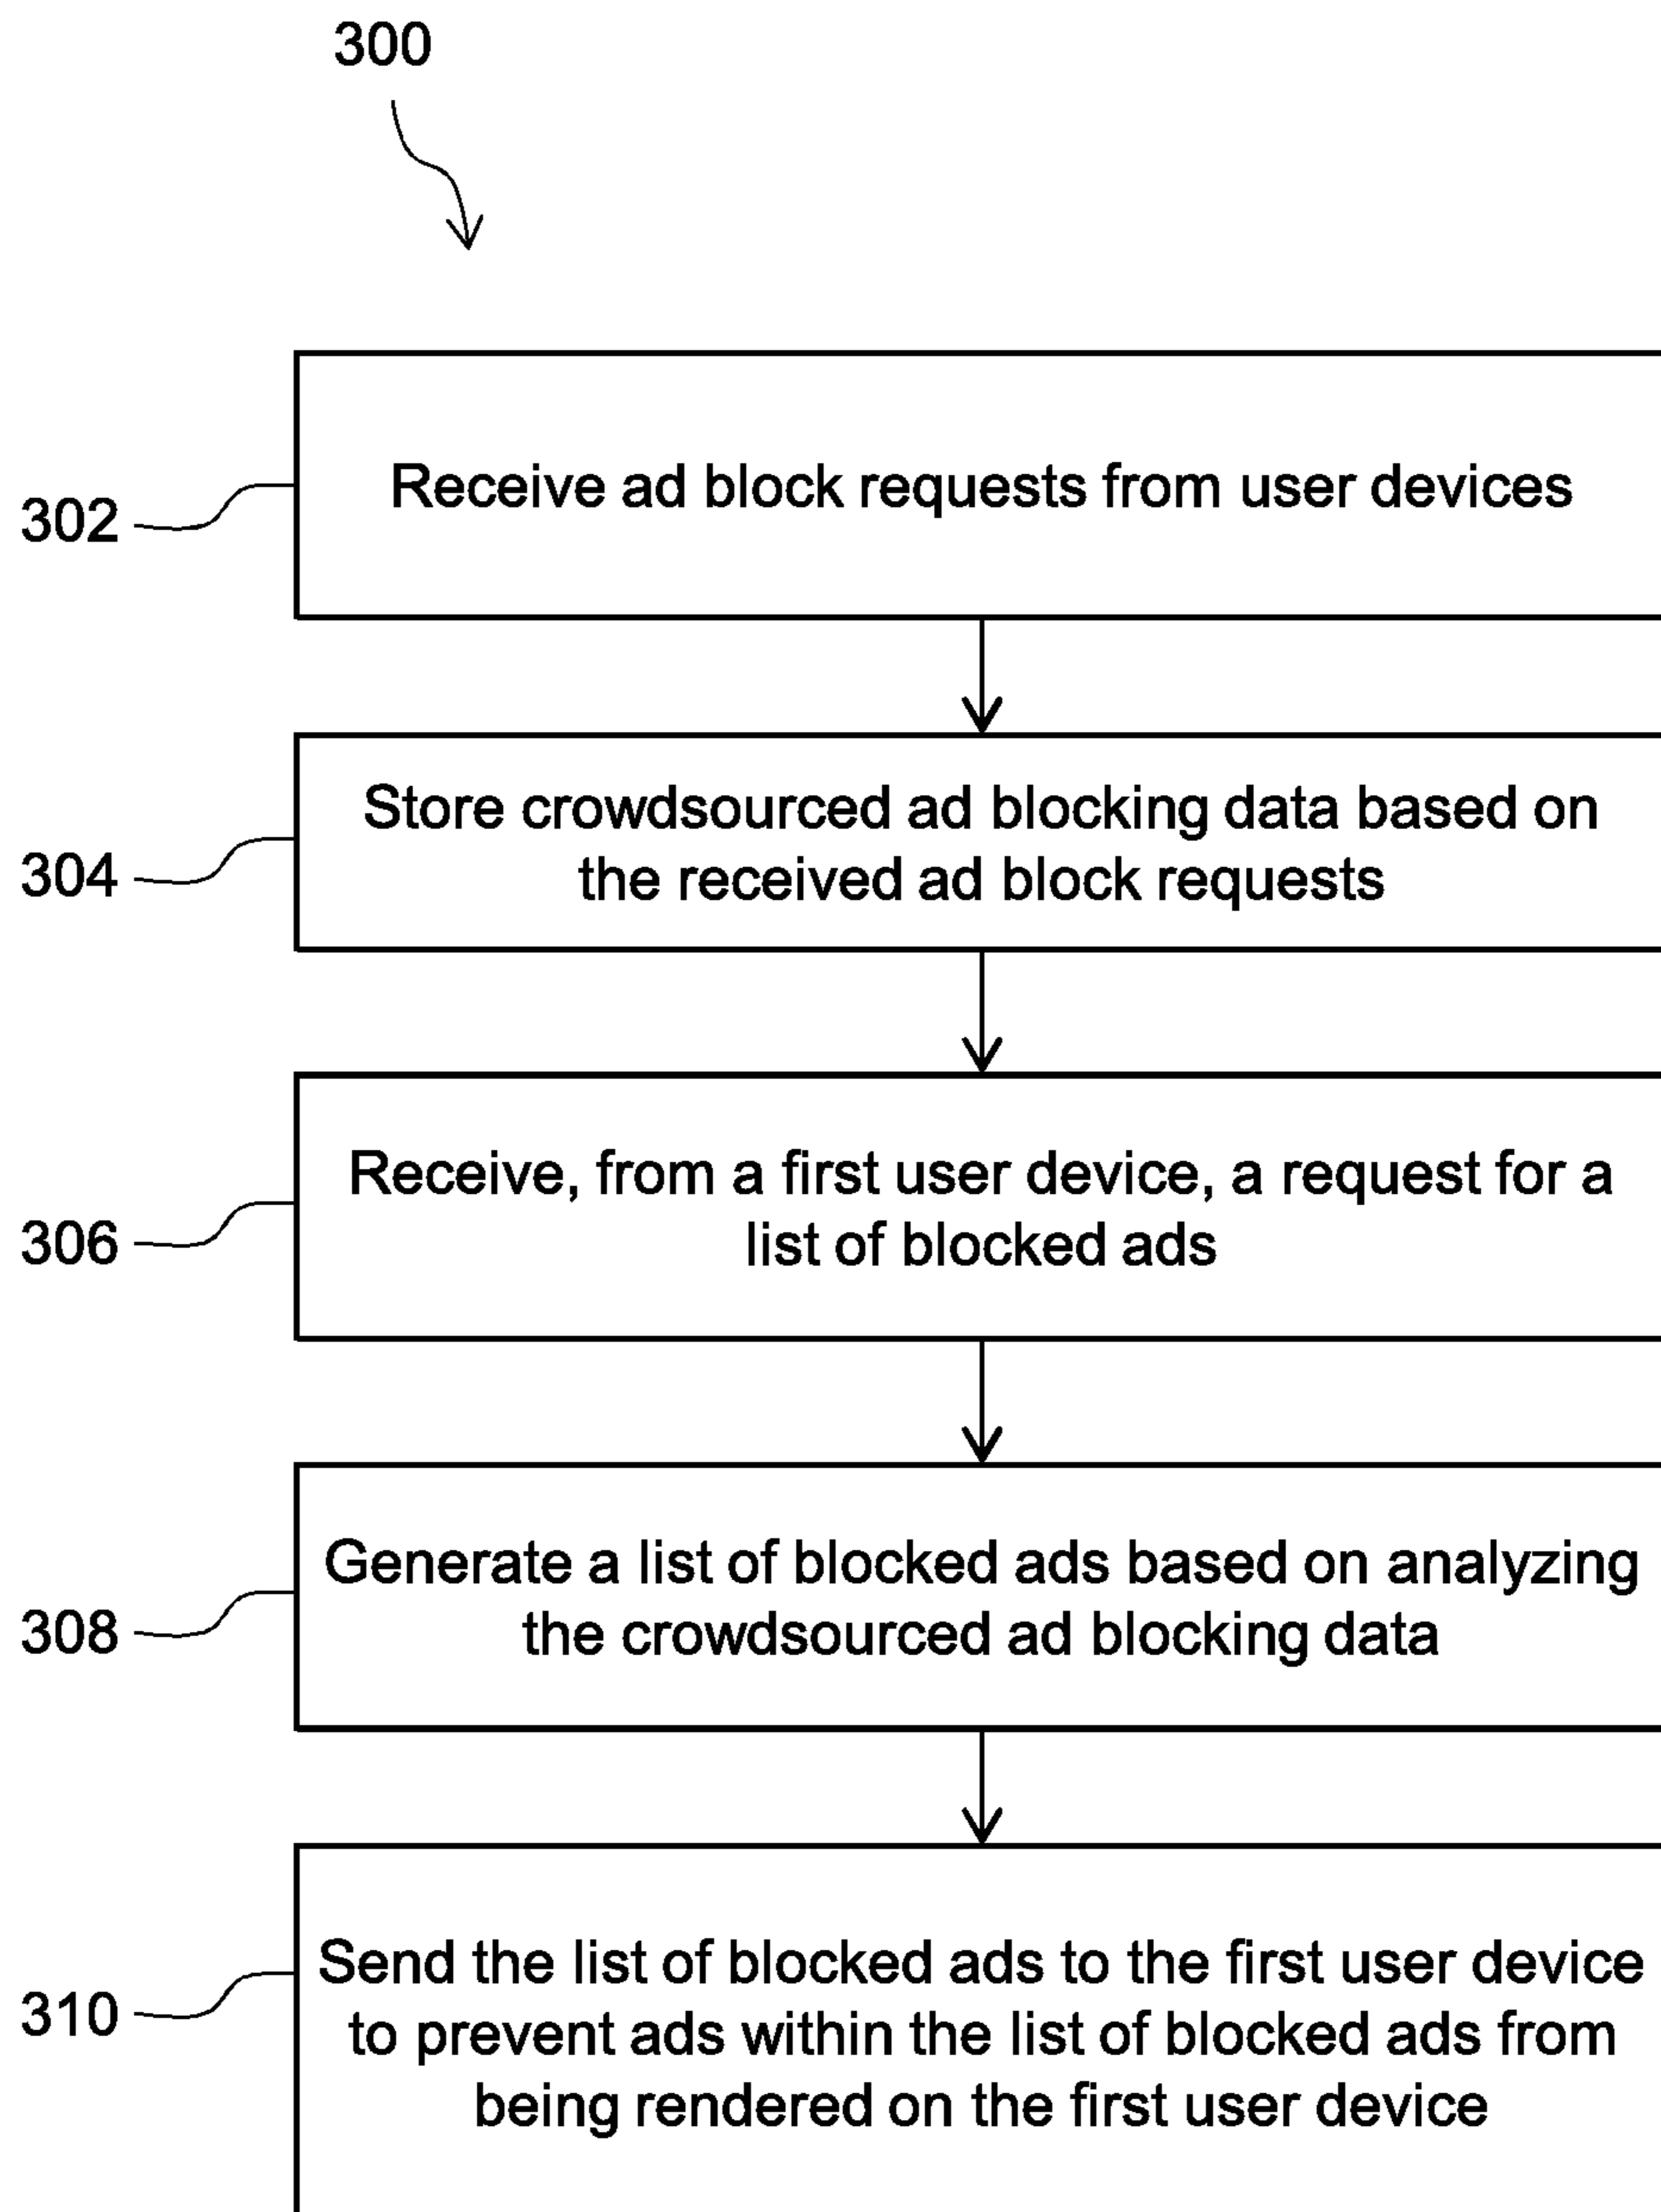 300
302
Receive ad block requests from user devices
304
Store crowdsourced ad blocking data based on
the received ad block requests
306
Receive, from a first user device, a request for a
list of blocked ads
308
Generate a list of blocked ads based on analyzing
the crowdsourced ad blocking data
310
Send the list of blocked ads to the first user device
to prevent ads within the list of blocked ads from
being rendered on the first user device